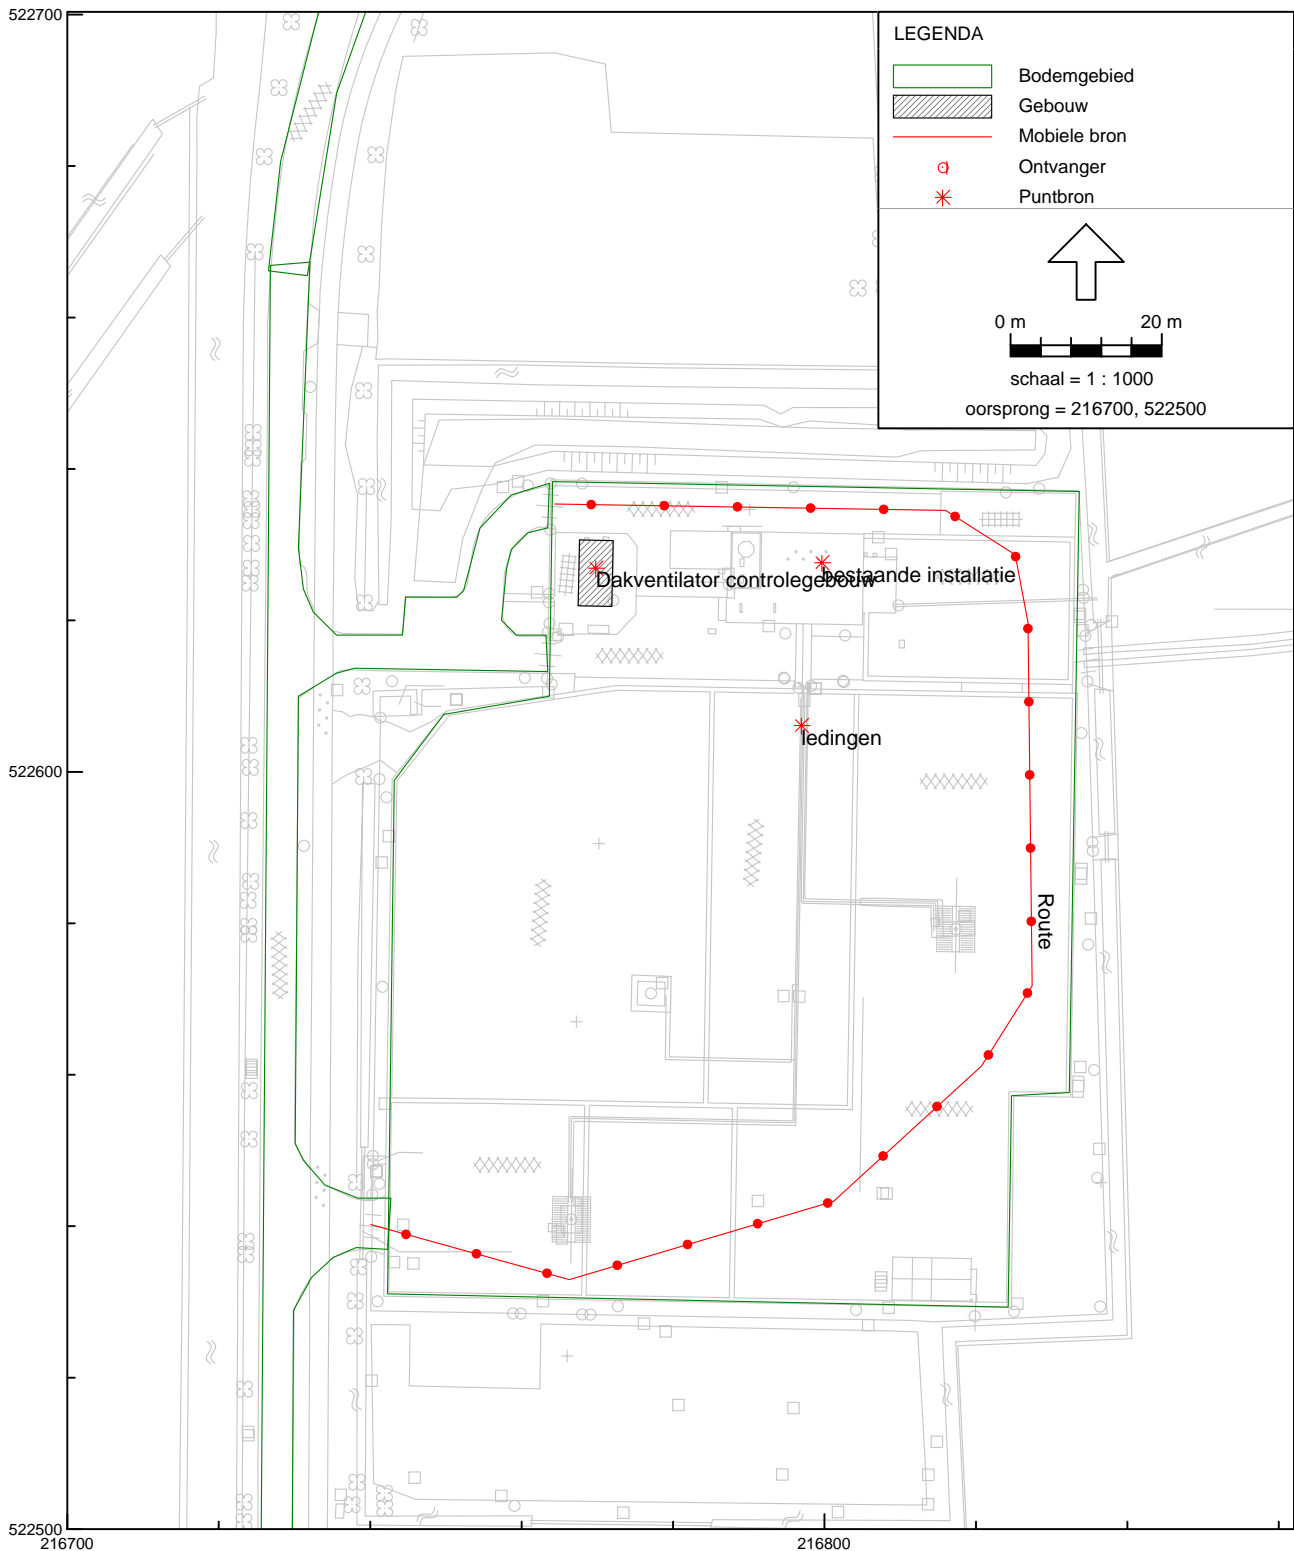 522700
LEGENDA
Bodemgebied
Gebouw
Mobiele bron
Ontvanger
Puntbron
0 m 20 m
schaal = 1 : 1000
oorsprong = 216700, 522500
Dakventilator controlegebouw
bestaande installatie
ledingen
522600
Route
522500
216700 216800